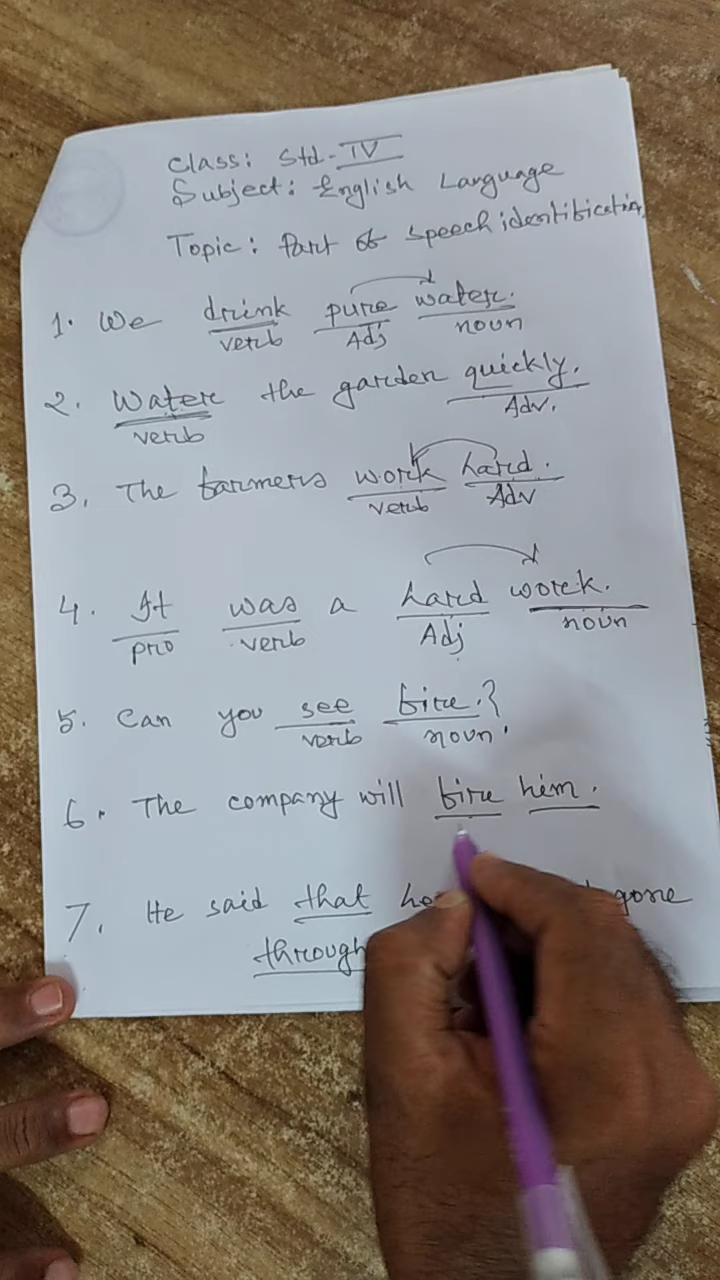 Class: Std - IV
Subject: English Language
Topic: Part of speech identification
1. We drink pure water.
verb Adj noun
2. Water the garden quickly.
verb Adv.
3. The farmers work hard.
verb Adv
4. It was a hard work.
pro verb Adj noun
5. Can you see fire.?
verb noun.
6. The company will fire him.
7. He said that gone
through